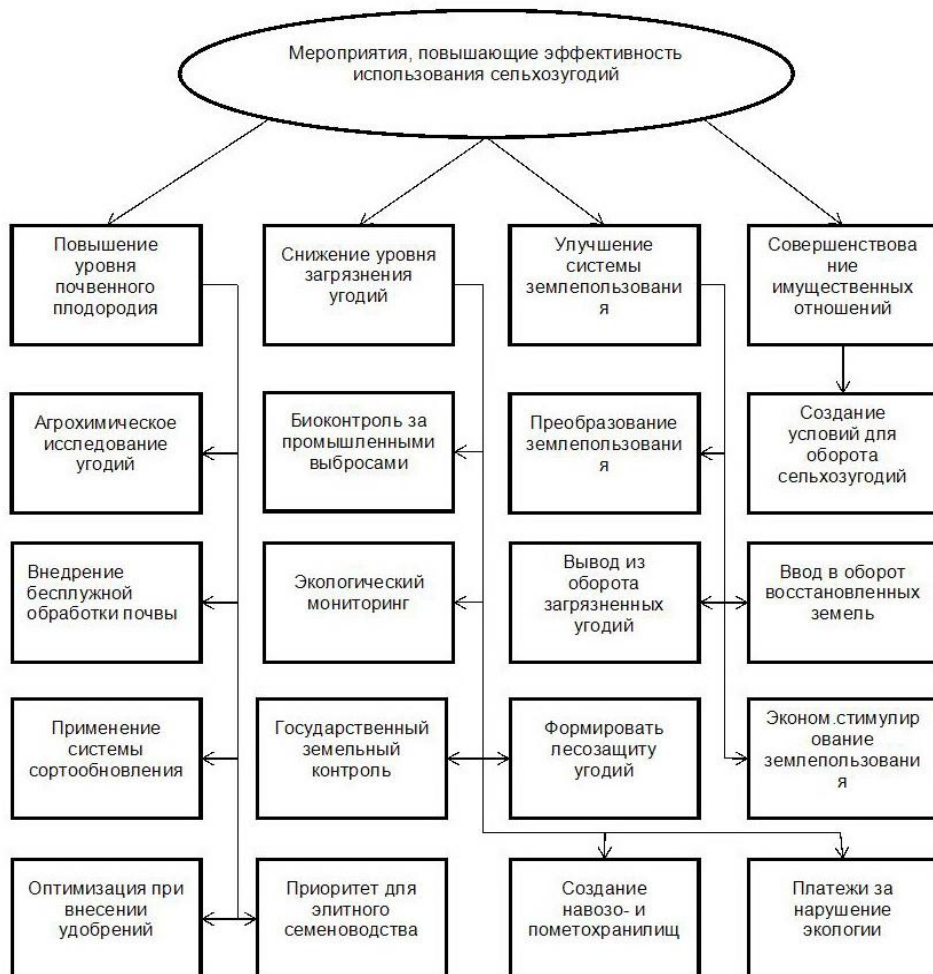 Мероприятия, повышающие эффективность
использования сельхозугодий
Повышение
уровня
почвенного
плодородия
Снижение уровня
загрязнения
угодий
Улучшение
системы
землепользовани
я
Совершенствова
ние
имущественных
отношений
Агрохимическое
исследование
угодий
Биоконтроль за
промышленными
выбросами
Преобразование
землепользовани
я
Создание
условий для
оборота
сельхозугодий
Внедрение
бесплужной
обработки почвы
Экологический
мониторинг
Вывод из
оборота
загрязненных
угодий
Ввод в оборот
восстановленных
земель
Применение
системы
сортообновления
Государственный
земельный
контроль
Формировать
лесозащиту
угодий
Эконом.стимулир
ование
землепользовани
я
Оптимизация при
внесении
удобрений
Приоритет для
элитного
семеноводства
Создание
навозо- и
пометохранилищ
Платежи за
нарушение
экологии